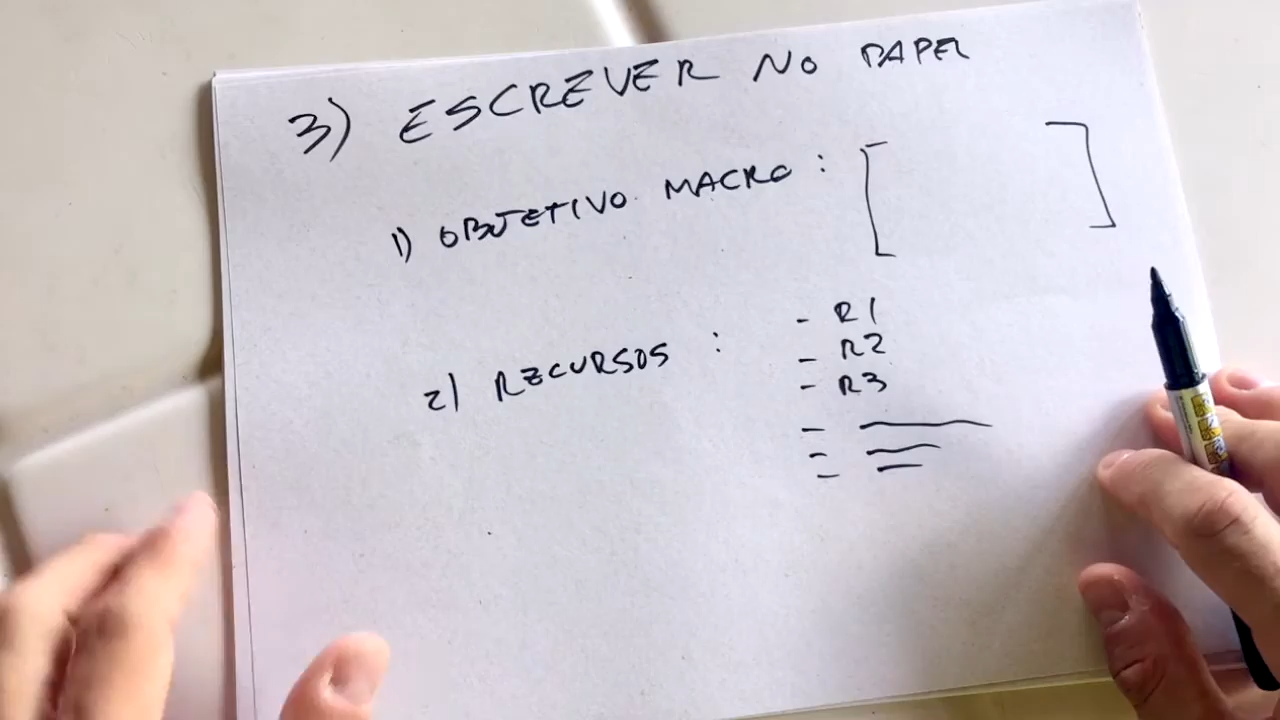 3) ESCREVER NO PAPEL
1) OBJETIVO MACRO : [ ]
2) RECURSOS : - R1
- R2
- R3